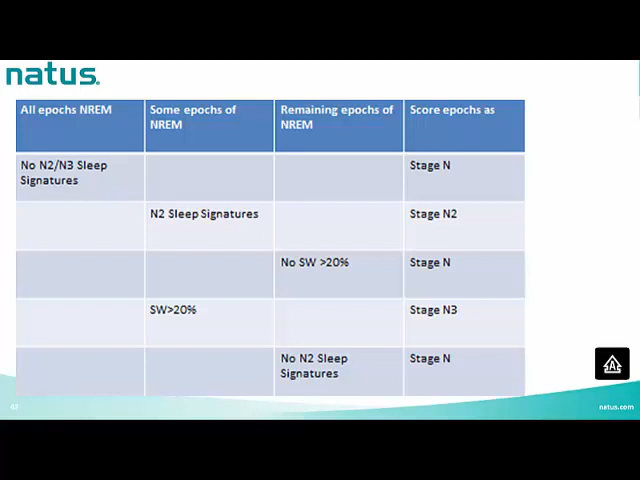 natus.
All epochs NREM
Some epochs of
NREM
Remaining epochs of
NREM
Score epochs as
No N2/N3 Sleep
Signatures
Stage N
N2 Sleep Signatures
Stage N2
No SW >20%
Stage N
SW>20%
Stage N3
No N2 Sleep
Signatures
Stage N
natus.com